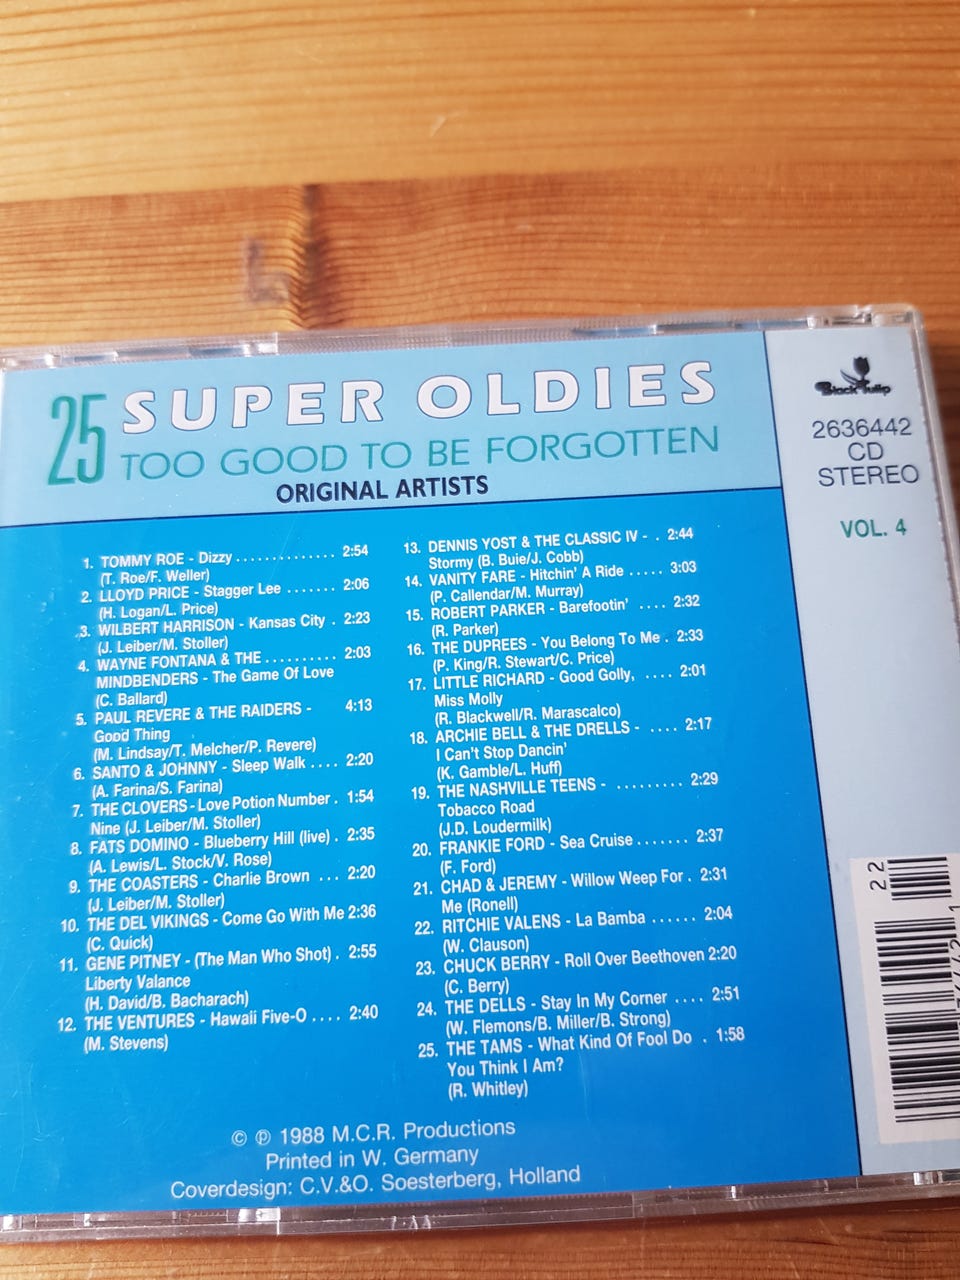 25 SUPER OLDIES
TOO GOOD TO BE FORGOTTEN
ORIGINAL ARTISTS
Black Tulip
2636442
CD
STEREO
VOL. 4
1. TOMMY ROE - Dizzy .............. 2:54
(T. Roe/F. Weller)
2. LLOYD PRICE - Stagger Lee ....... 2:06
(H. Logan/L. Price)
3. WILBERT HARRISON - Kansas City . 2:23
(J. Leiber/M. Stoller)
4. WAYNE FONTANA & THE .......... 2:03
MINDBENDERS - The Game Of Love
(C. Ballard)
5. PAUL REVERE & THE RAIDERS - 4:13
Good Thing
(M. Lindsay/T. Melcher/P. Revere)
6. SANTO & JOHNNY - Sleep Walk .... 2:20
(A. Farina/S. Farina)
7. THE CLOVERS - Love Potion Number . 1:54
Nine (J. Leiber/M. Stoller)
8. FATS DOMINO - Blueberry Hill (live) . 2:35
(A. Lewis/L. Stock/V. Rose)
9. THE COASTERS - Charlie Brown ... 2:20
(J. Leiber/M. Stoller)
10. THE DEL VIKINGS - Come Go With Me 2:36
(C. Quick)
11. GENE PITNEY - (The Man Who Shot) . 2:55
Liberty Valance
(H. David/B. Bacharach)
12. THE VENTURES - Hawaii Five-O .... 2:40
(M. Stevens)
13. DENNIS YOST & THE CLASSIC IV - . 2:44
Stormy (B. Buie/J. Cobb)
14. VANITY FARE - Hitchin' A Ride ..... 3:03
(P. Callendar/M. Murray)
15. ROBERT PARKER - Barefootin' .... 2:32
(R. Parker)
16. THE DUPREES - You Belong To Me . 2:33
(P. King/R. Stewart/C. Price)
17. LITTLE RICHARD - Good Golly, .... 2:01
Miss Molly
(R. Blackwell/R. Marascalco)
18. ARCHIE BELL & THE DRELLS - .... 2:17
I Can't Stop Dancin'
(K. Gamble/L. Huff)
19. THE NASHVILLE TEENS - ......... 2:29
Tobacco Road
(J.D. Loudermilk)
20. FRANKIE FORD - Sea Cruise ....... 2:37
(F. Ford)
21. CHAD & JEREMY - Willow Weep For . 2:31
Me (Ronell)
22. RITCHIE VALENS - La Bamba ...... 2:04
(W. Clauson)
23. CHUCK BERRY - Roll Over Beethoven 2:20
(C. Berry)
24. THE DELLS - Stay In My Corner .... 2:51
(W. Flemons/B. Miller/B. Strong)
25. THE TAMS - What Kind Of Fool Do . 1:58
You Think I Am?
(R. Whitley)
22
© ℗ 1988 M.C.R. Productions
Printed in W. Germany
Coverdesign: C.V.&O. Soesterberg, Holland